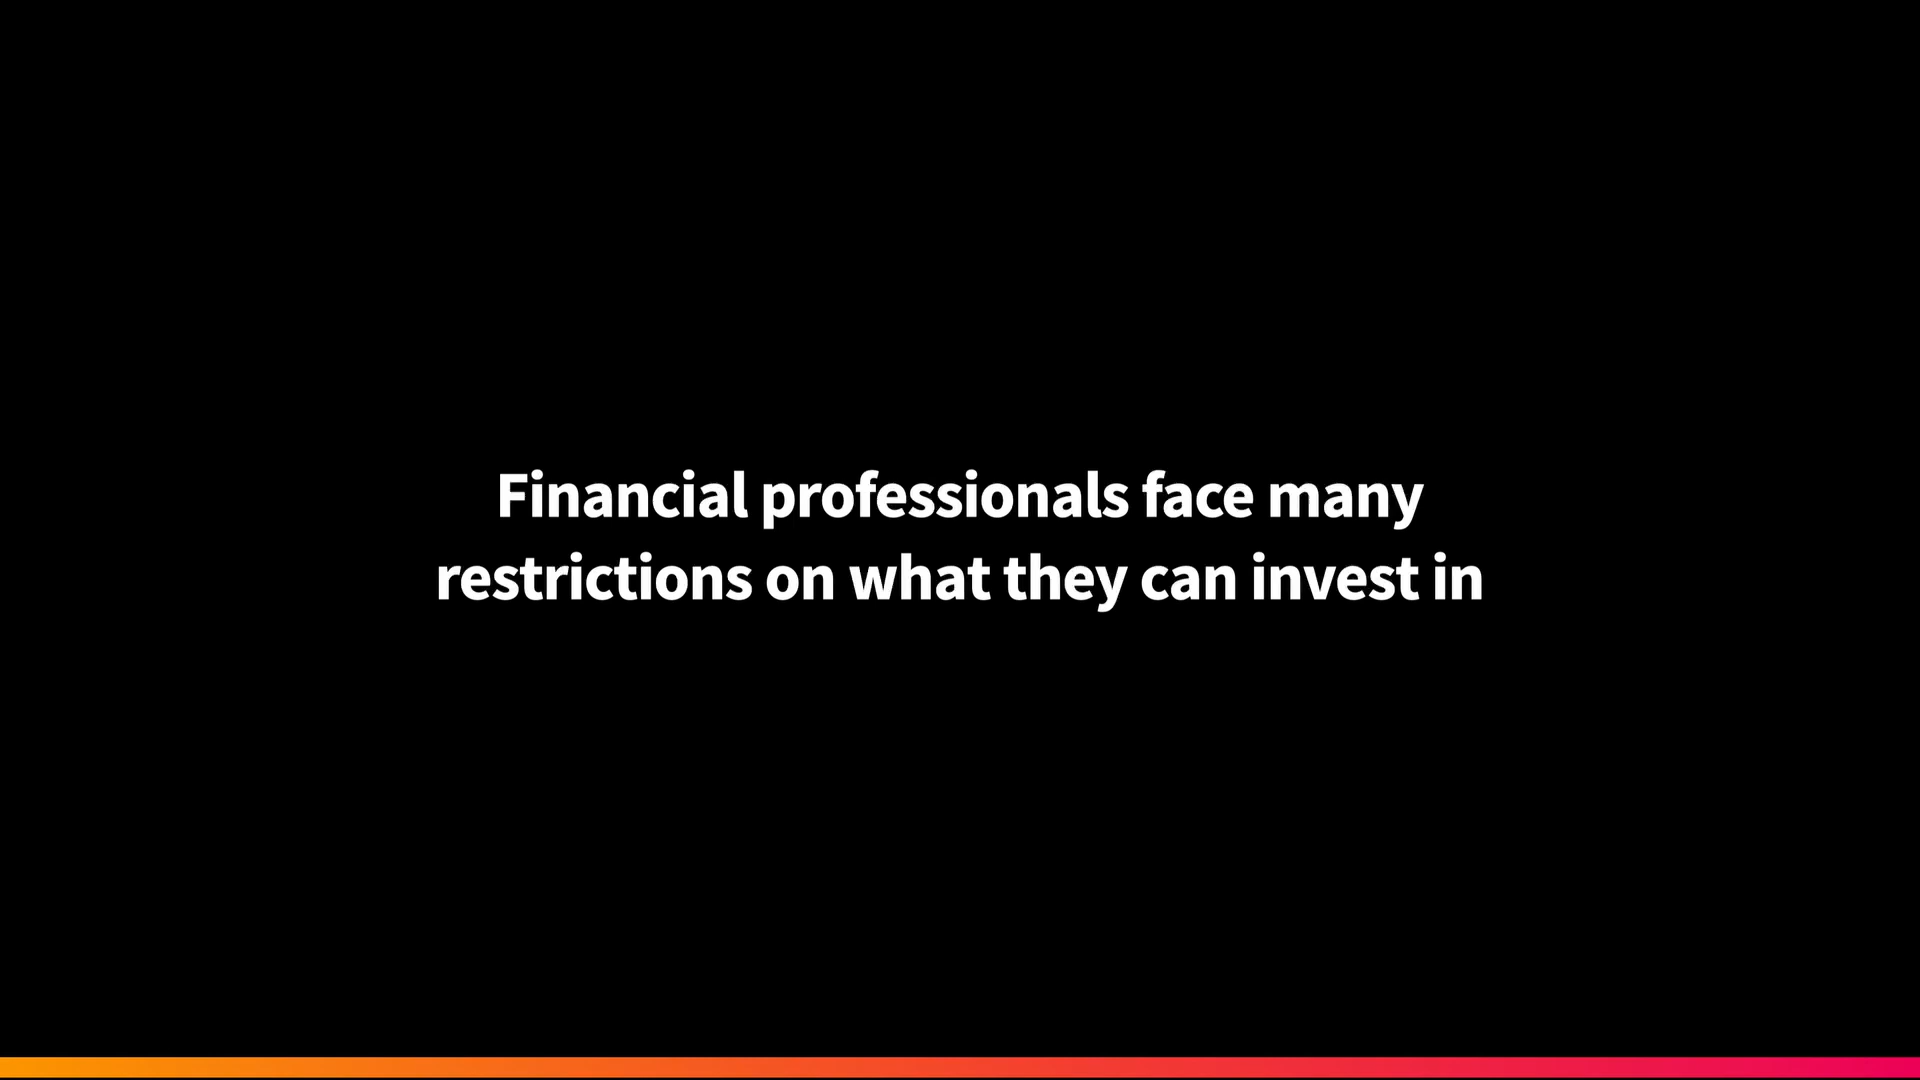 Financial professionals face many
restrictions on what they can invest in